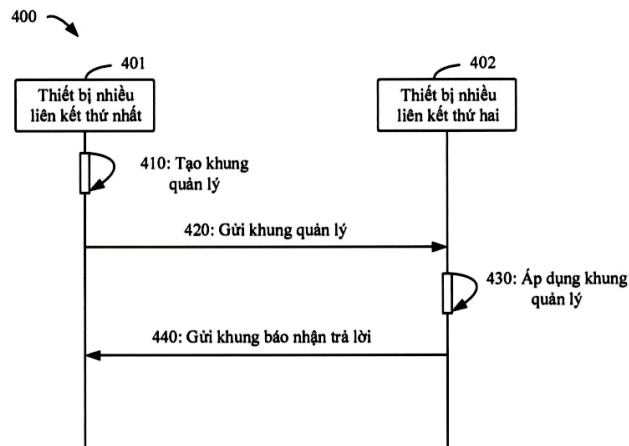 400
401
402
Thiết bị nhiều
liên kết thứ nhất
Thiết bị nhiều
liên kết thứ hai
410: Tạo khung
quản lý
420: Gửi khung quản lý
430: Áp dụng khung
quản lý
440: Gửi khung báo nhận trả lời